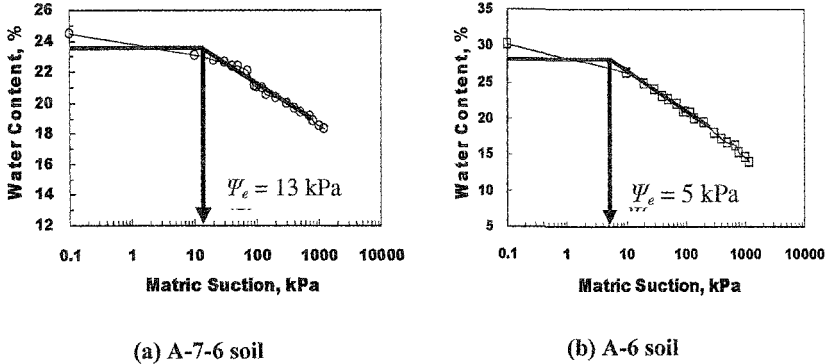 26
24
22
20
18
16
14
12
Water Content, %
Ψe = 13 kPa
0.1 1 10 100 1000 10000
Matric Suction, kPa
(a) A-7-6 soil
35
30
25
20
15
10
5
Water Content, %
Ψe = 5 kPa
0.1 1 10 100 1000 10000
Matric Suction, kPa
(b) A-6 soil